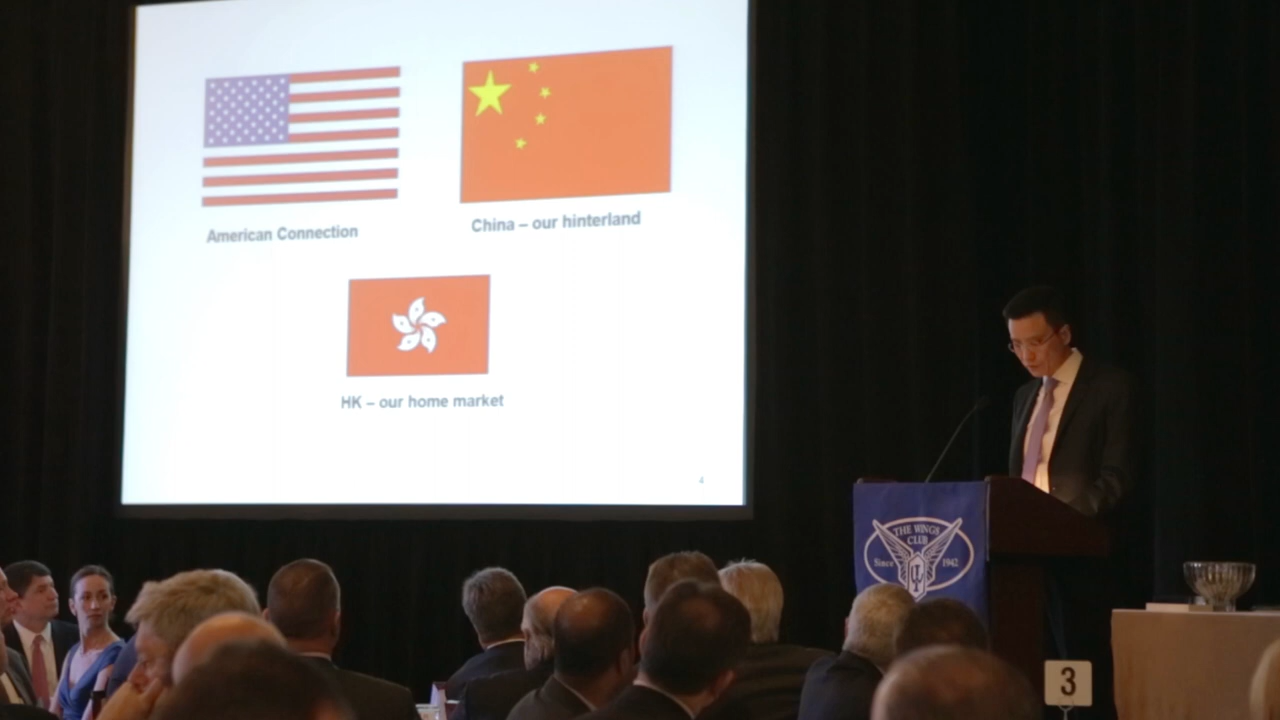 American Connection
China – our hinterland
HK – our home market
4
THE WINGS
CLUB
Since 1942
3